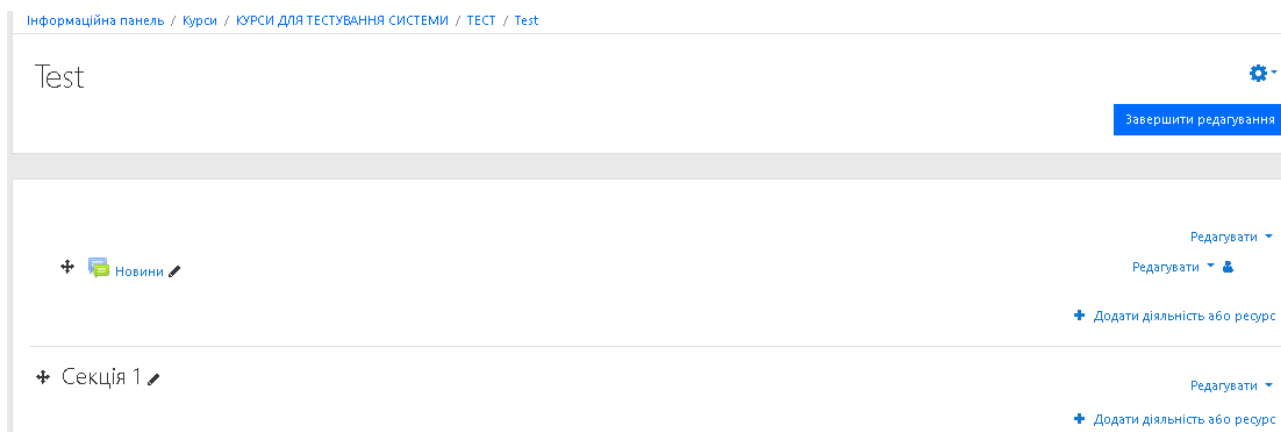 Інформаційна панель / Курси / КУРСИ ДЛЯ ТЕСТУВАННЯ СИСТЕМИ / ТЕСТ / Test
Test
Завершити редагування
Редагувати
Новини
Редагувати
Додати діяльність або ресурс
Секція 1
Редагувати
Додати діяльність або ресурс